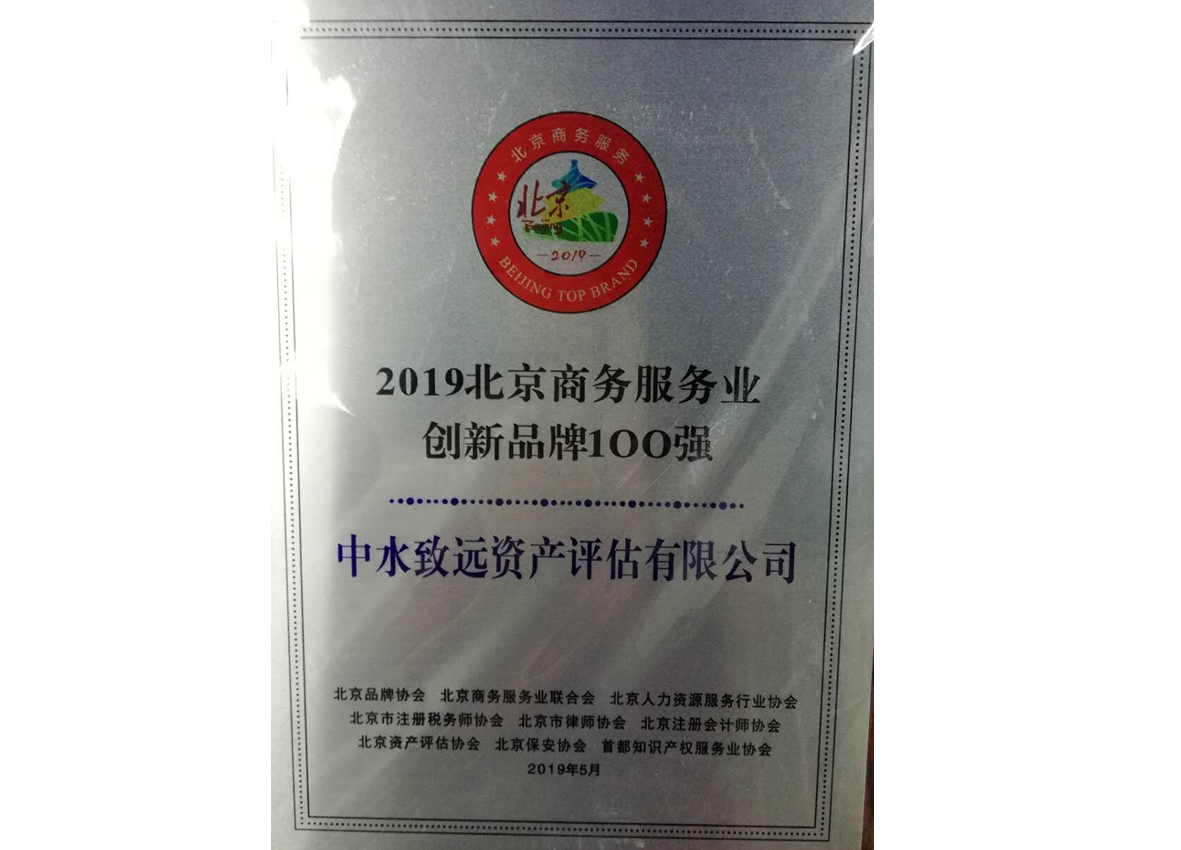 北京商务服务
北京
Beijing
2019
BEIJING TOP BRAND
2019北京商务服务业
创新品牌100强
中水致远资产评估有限公司
北京品牌协会 北京商务服务业联合会 北京人力资源服务行业协会
北京市注册税务师协会 北京市律师协会 北京注册会计师协会
北京资产评估协会 北京保安协会 首都知识产权服务业协会
2019年5月